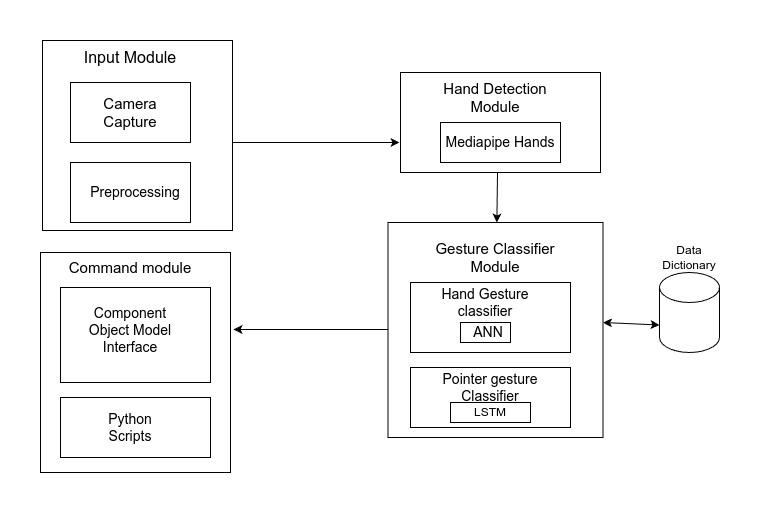 Input Module
Camera
Capture
Preprocessing
Hand Detection
Module
Mediapipe Hands
Gesture Classifier
Module
Hand Gesture
classifier
ANN
Pointer gesture
Classifier
LSTM
Data
Dictionary
Command module
Component
Object Model
Interface
Python
Scripts